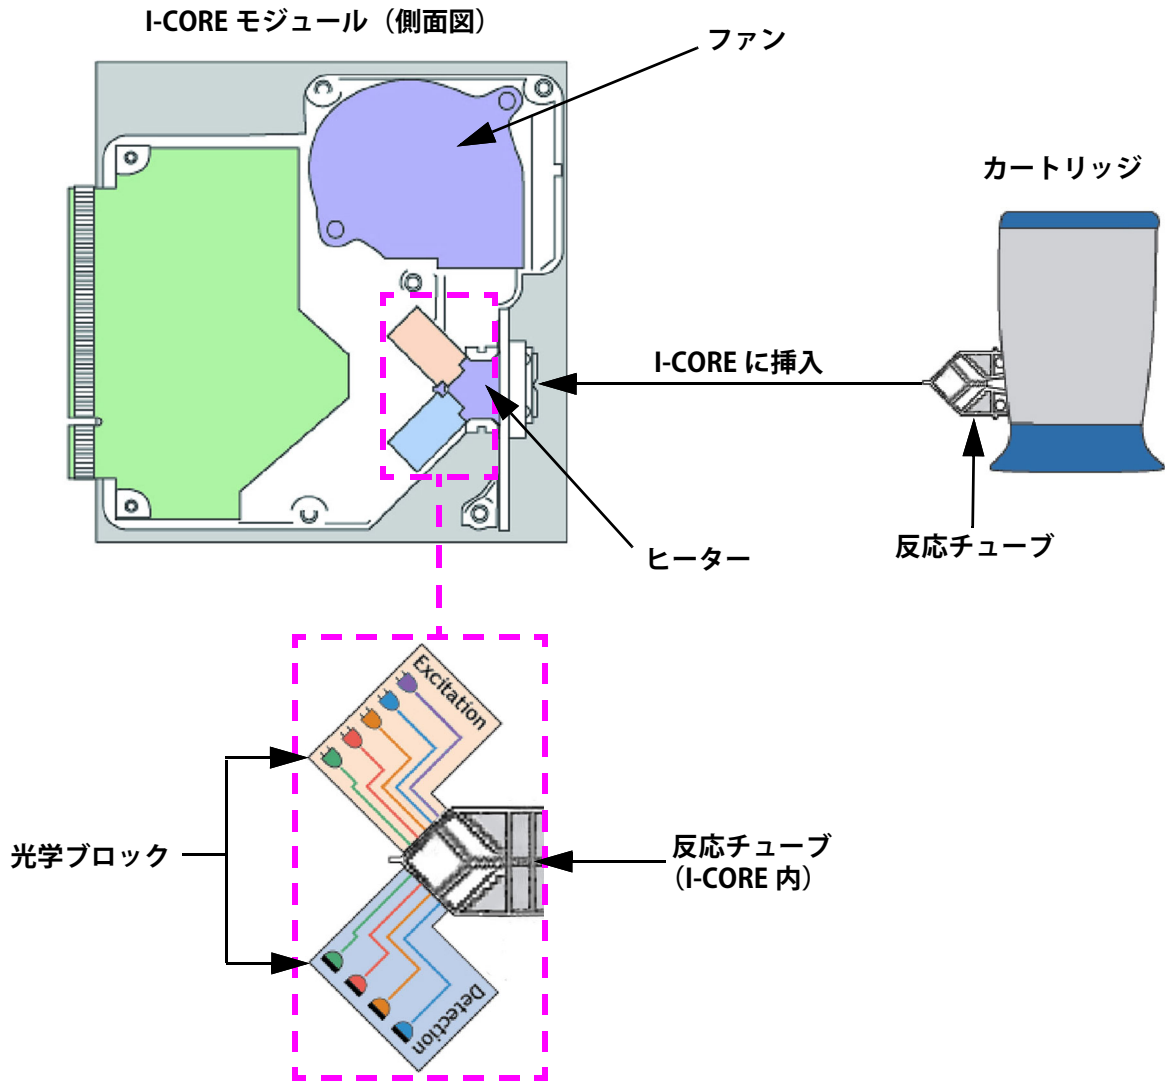 I-CORE モジュール（側面図）
ファン
カートリッジ
I-CORE に挿入
反応チューブ
ヒーター
Excitation
光学ブロック
反応チューブ
（I-CORE 内）
Detection